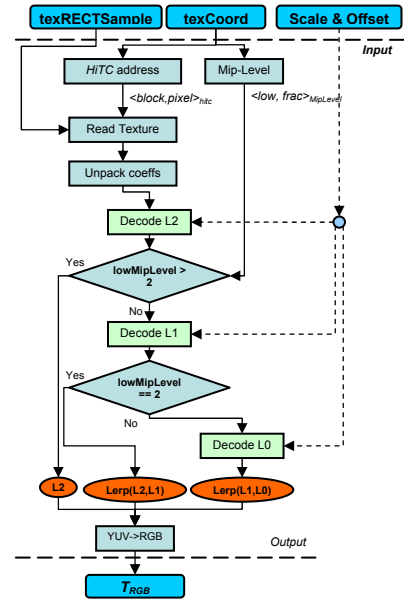 texRECTSample
texCoord
Scale & Offset
Input
HiTC address
Mip-Level
<block,pixel>hitc
<low, frac>MipLevel
Read Texture
Unpack coeffs
Decode L2
Yes
lowMipLevel >
2
No
Decode L1
Yes
lowMipLevel
== 2
No
Decode L0
L2
Lerp(L2,L1)
Lerp(L1,L0)
YUV->RGB
Output
TRGB